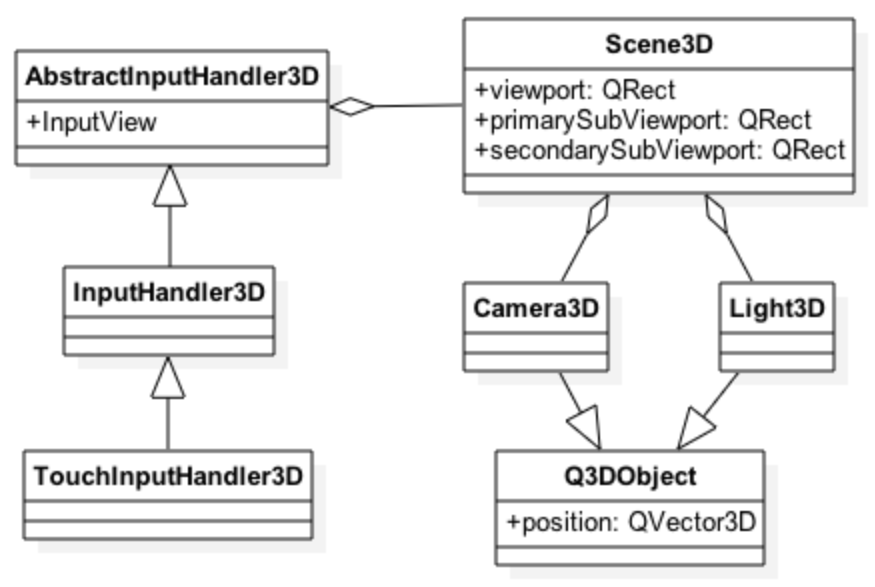 AbstractInputHandler3D
+InputView
Scene3D
+viewport: QRect
+primarySubViewport: QRect
+secondarySubViewport: QRect
InputHandler3D
Camera3D
Light3D
TouchInputHandler3D
Q3DObject
+position: QVector3D